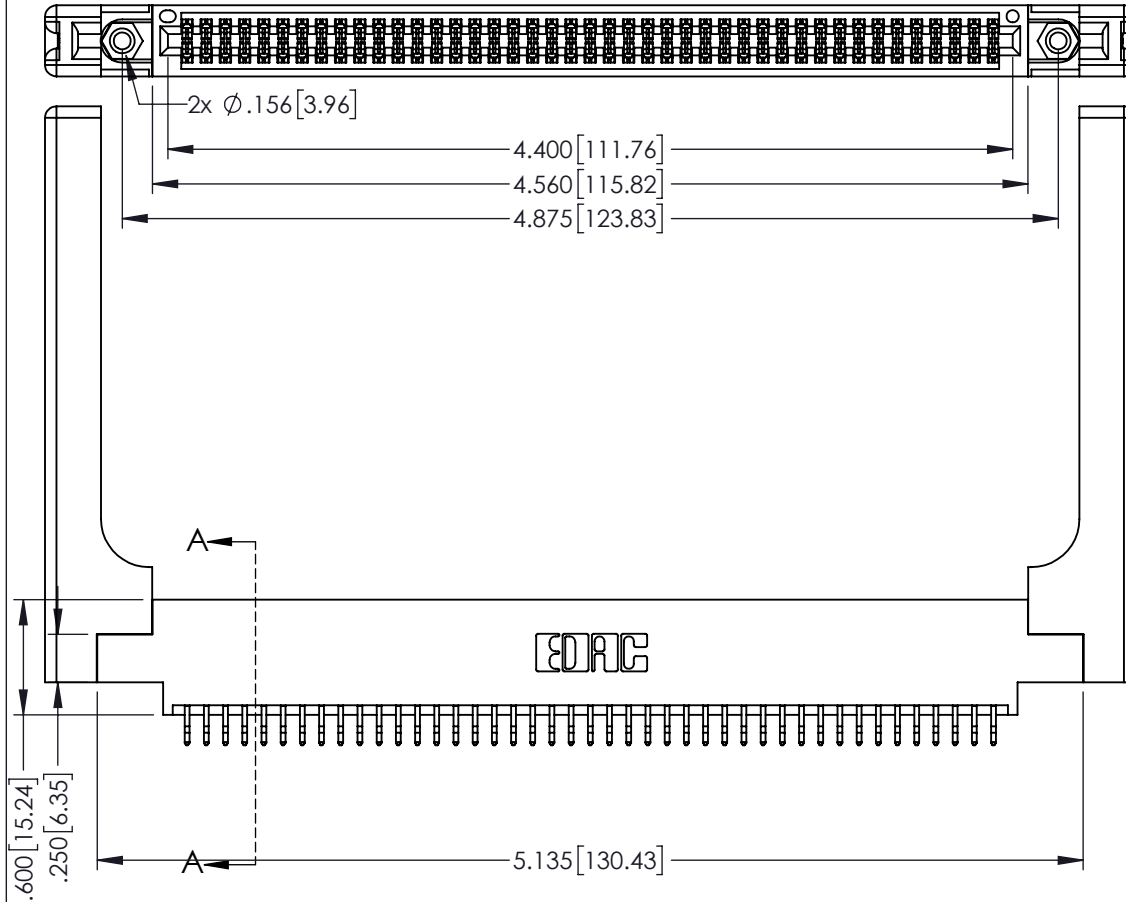 2x ∅.156[3.96]
4.400[111.76]
4.560[115.82]
4.875[123.83]
A
EDAC
.600[15.24]
.250[6.35]
A
5.135[130.43]